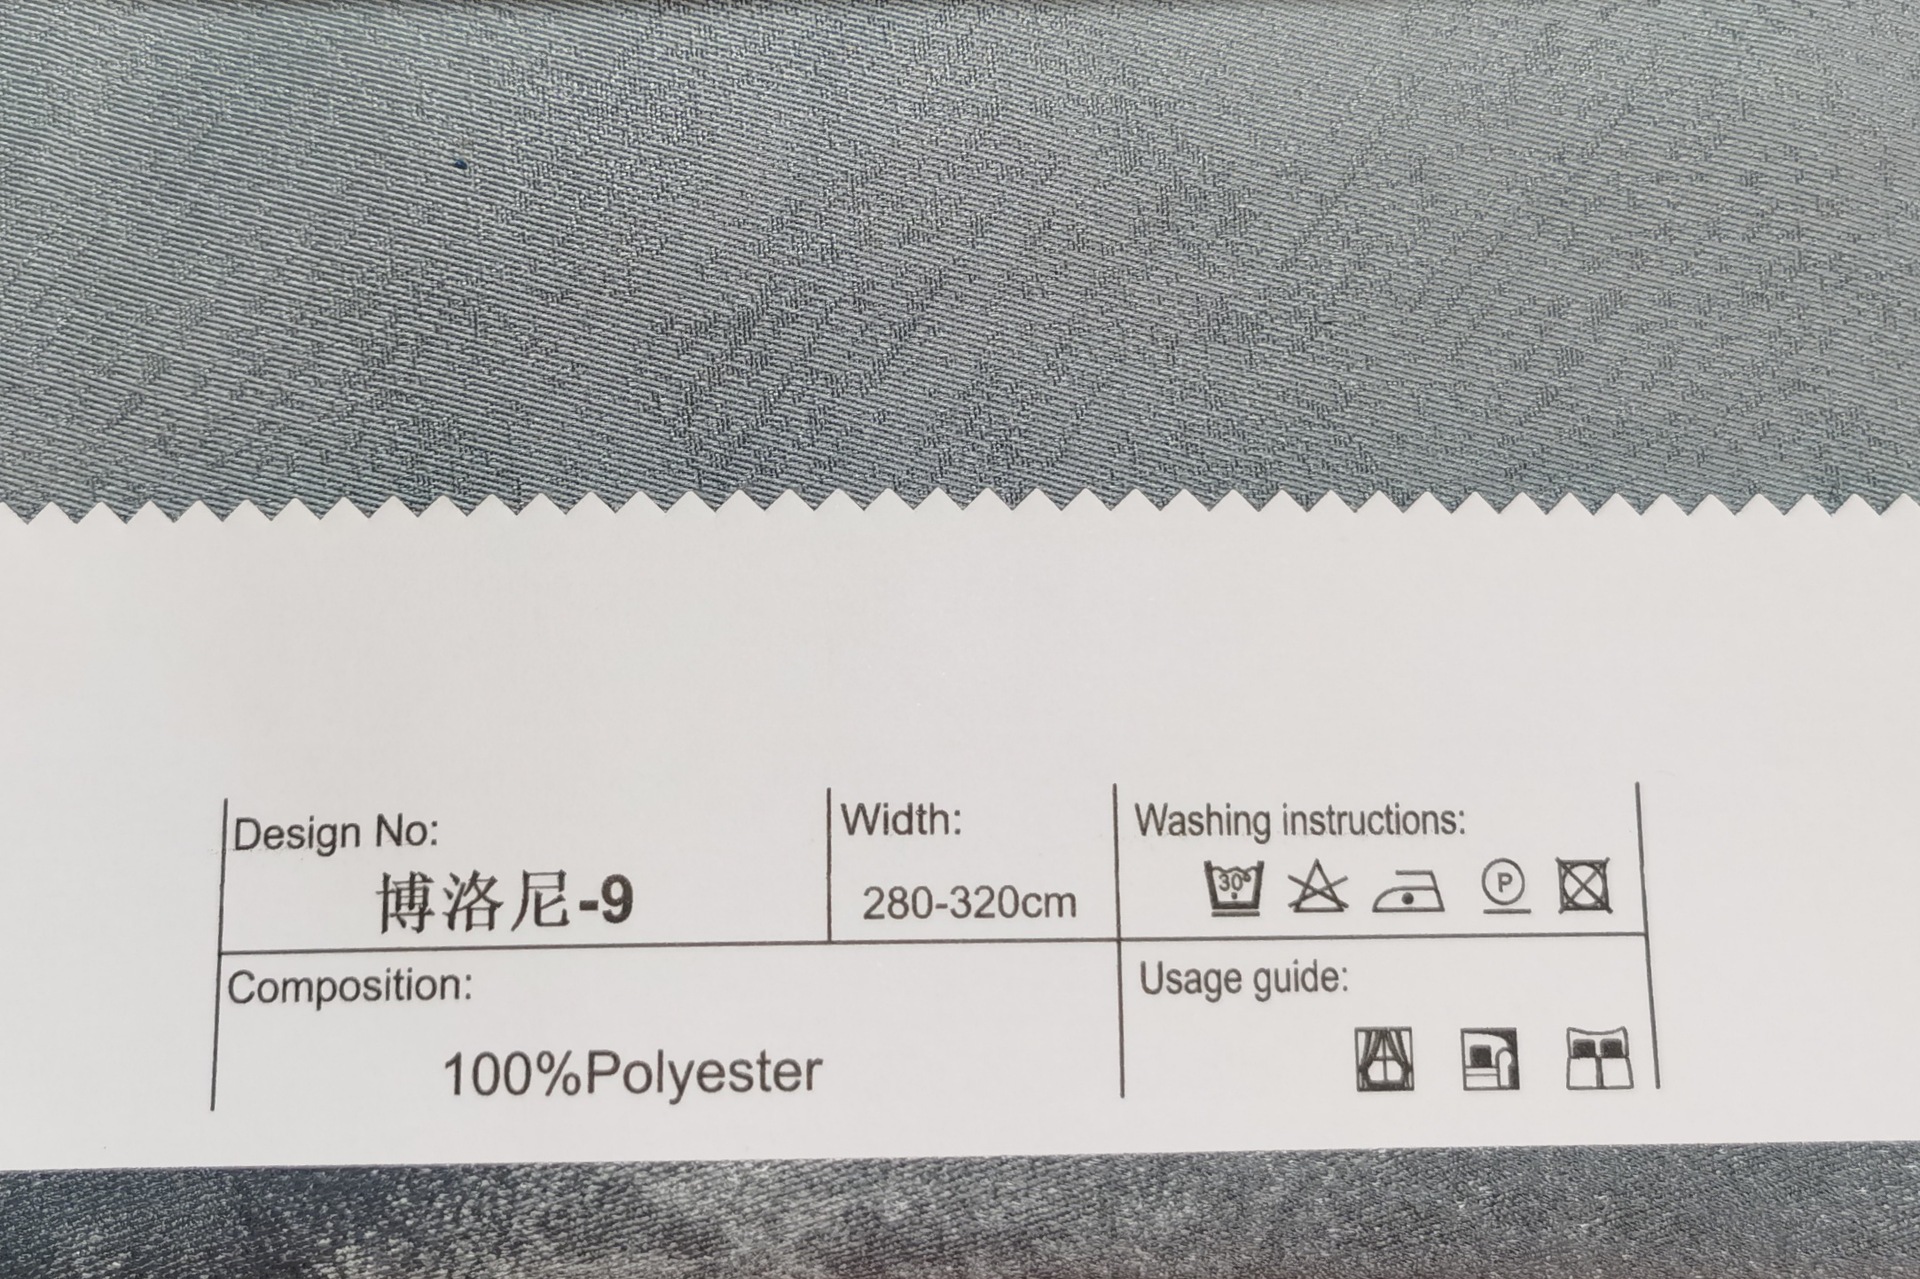 Design No:
博洛尼-9
Width:
280-320cm
Washing instructions:
30°
P
Composition:
100%Polyester
Usage guide: